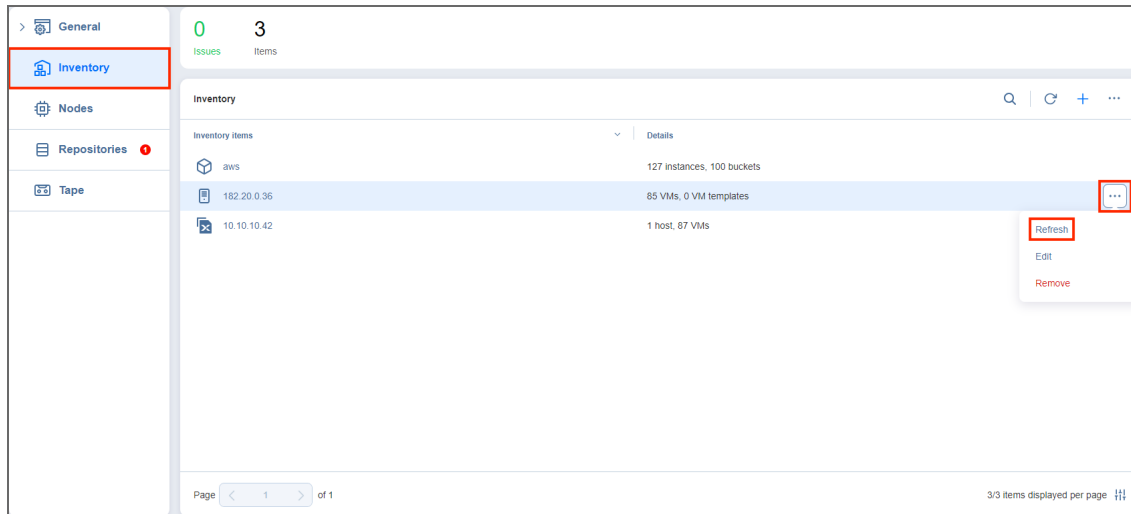 General
Inventory
Nodes
Repositories 1
Tape
0 3
Issues Items
Inventory
Inventory items Details
aws 127 instances, 100 buckets
182.20.0.36 85 VMs, 0 VM templates
10.10.10.42 1 host, 87 VMs
Refresh
Edit
Remove
Page 1 of 1 3/3 items displayed per page